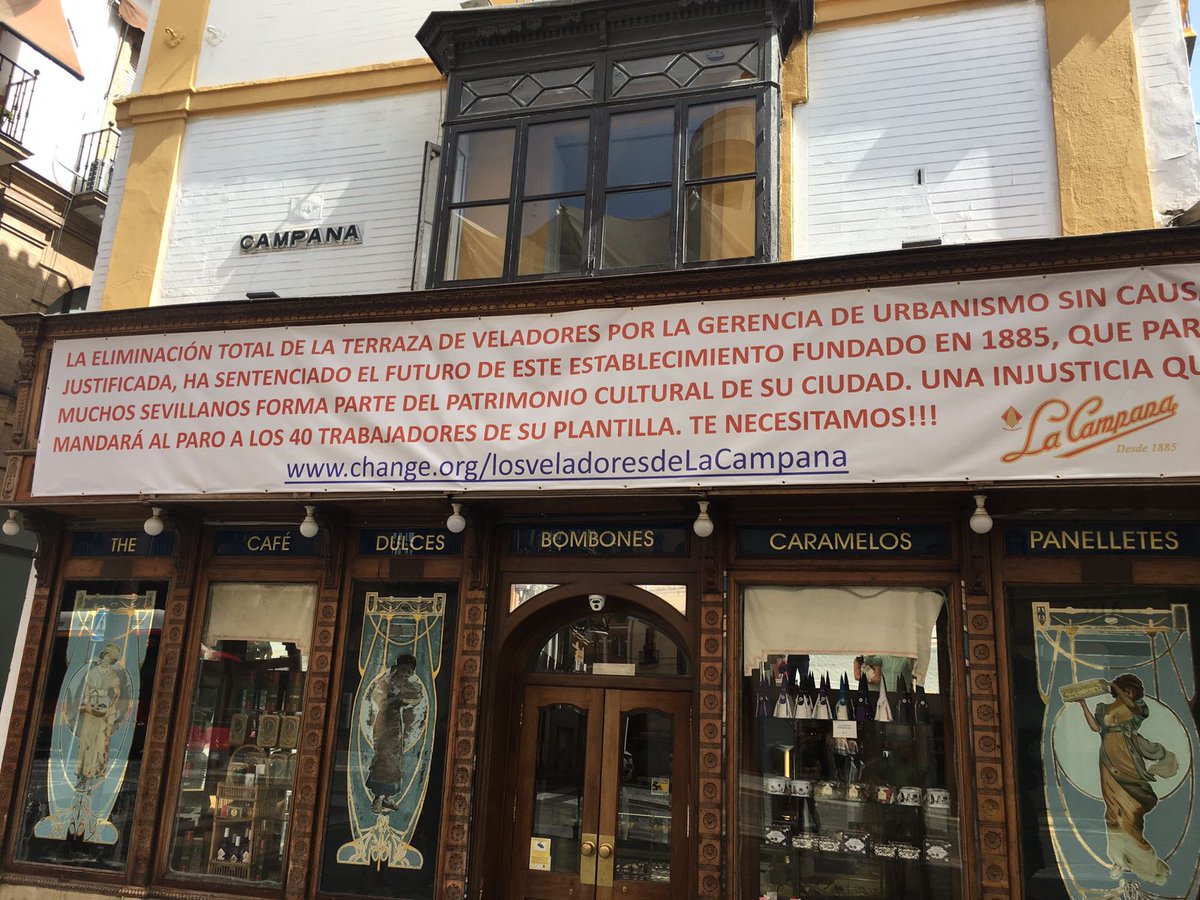 CAMPANA
LA ELIMINACIÓN TOTAL DE LA TERRAZA DE VELADORES POR LA GERENCIA DE URBANISMO SIN CAUS
JUSTIFICADA, HA SENTENCIADO EL FUTURO DE ESTE ESTABLECIMIENTO FUNDADO EN 1885, QUE PAR
MUCHOS SEVILLANOS FORMA PARTE DEL PATRIMONIO CULTURAL DE SU CIUDAD. UNA INJUSTICIA QU
MANDARÁ AL PARO A LOS 40 TRABAJADORES DE SU PLANTILLA. TE NECESITAMOS!!!
www.change.org/losveladoresdeLaCampana
La Campana
Desde 1885
THE
CAFÉ
DULCES
BOMBONES
CARAMELOS
PANELLETES